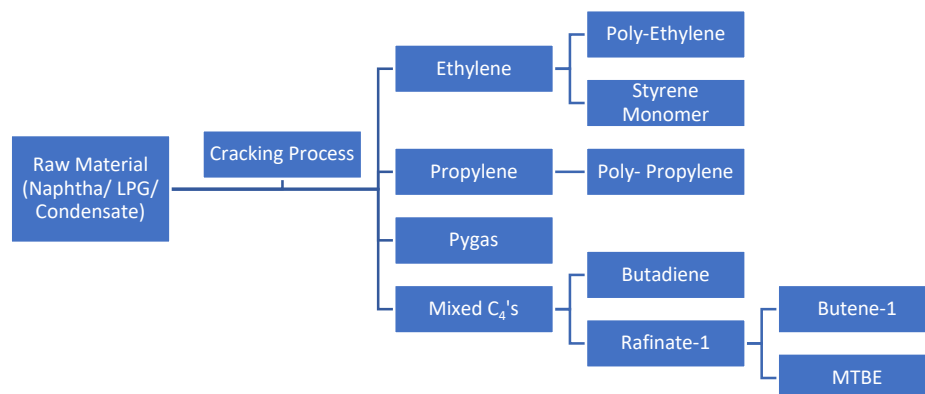 Raw Material
(Naphtha/ LPG/
Condensate)
Cracking Process
Ethylene
Poly-Ethylene
Styrene
Monomer
Propylene
Poly- Propylene
Pygas
Mixed C₄'s
Butadiene
Rafinate-1
Butene-1
MTBE